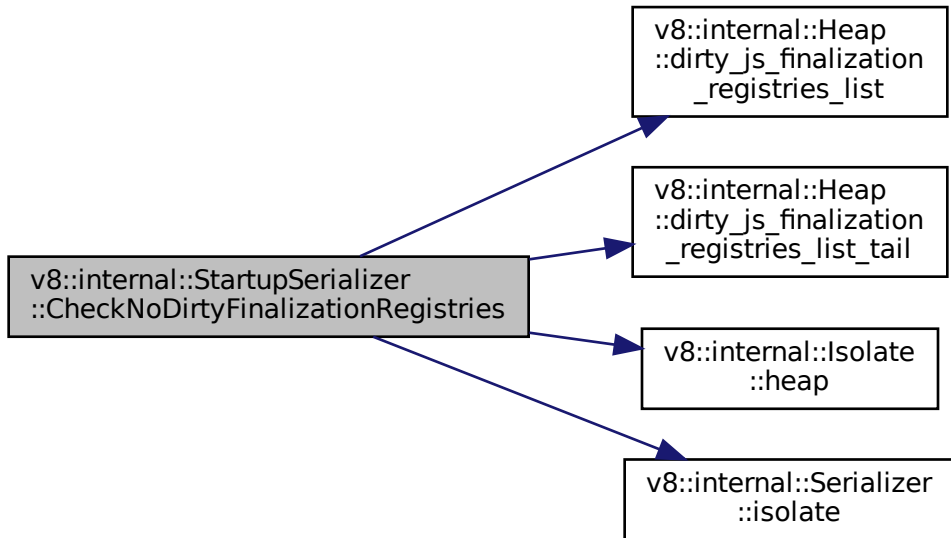 v8::internal::Heap
::dirty_js_finalization
_registries_list
v8::internal::Heap
::dirty_js_finalization
_registries_list_tail
v8::internal::StartupSerializer
::CheckNoDirtyFinalizationRegistries
v8::internal::Isolate
::heap
v8::internal::Serializer
::isolate